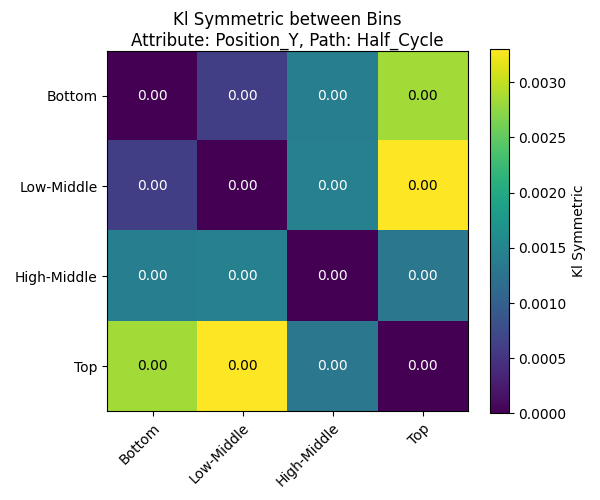 Kl Symmetric between Bins
Attribute: Position_Y, Path: Half_Cycle
Bottom
0.00 0.00 0.00 0.00
Low-Middle
0.00 0.00 0.00 0.00
High-Middle
0.00 0.00 0.00 0.00
Top
0.00 0.00 0.00 0.00
Bottom
Low-Middle
High-Middle
Top
0.0030
0.0025
0.0020
0.0015
0.0010
0.0005
0.0000
Kl Symmetric